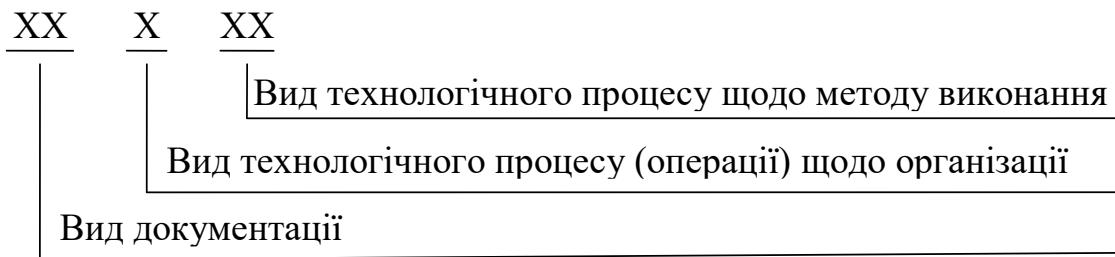 XX X XX
Вид технологічного процесу щодо методу виконання
Вид технологічного процесу (операції) щодо організації
Вид документації